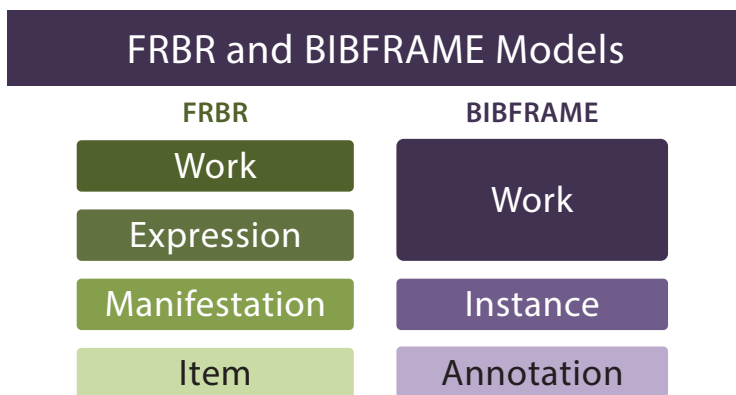 FRBR and BIBFRAME Models
FRBR
Work
Expression
Manifestation
Item
BIBFRAME
Work
Instance
Annotation